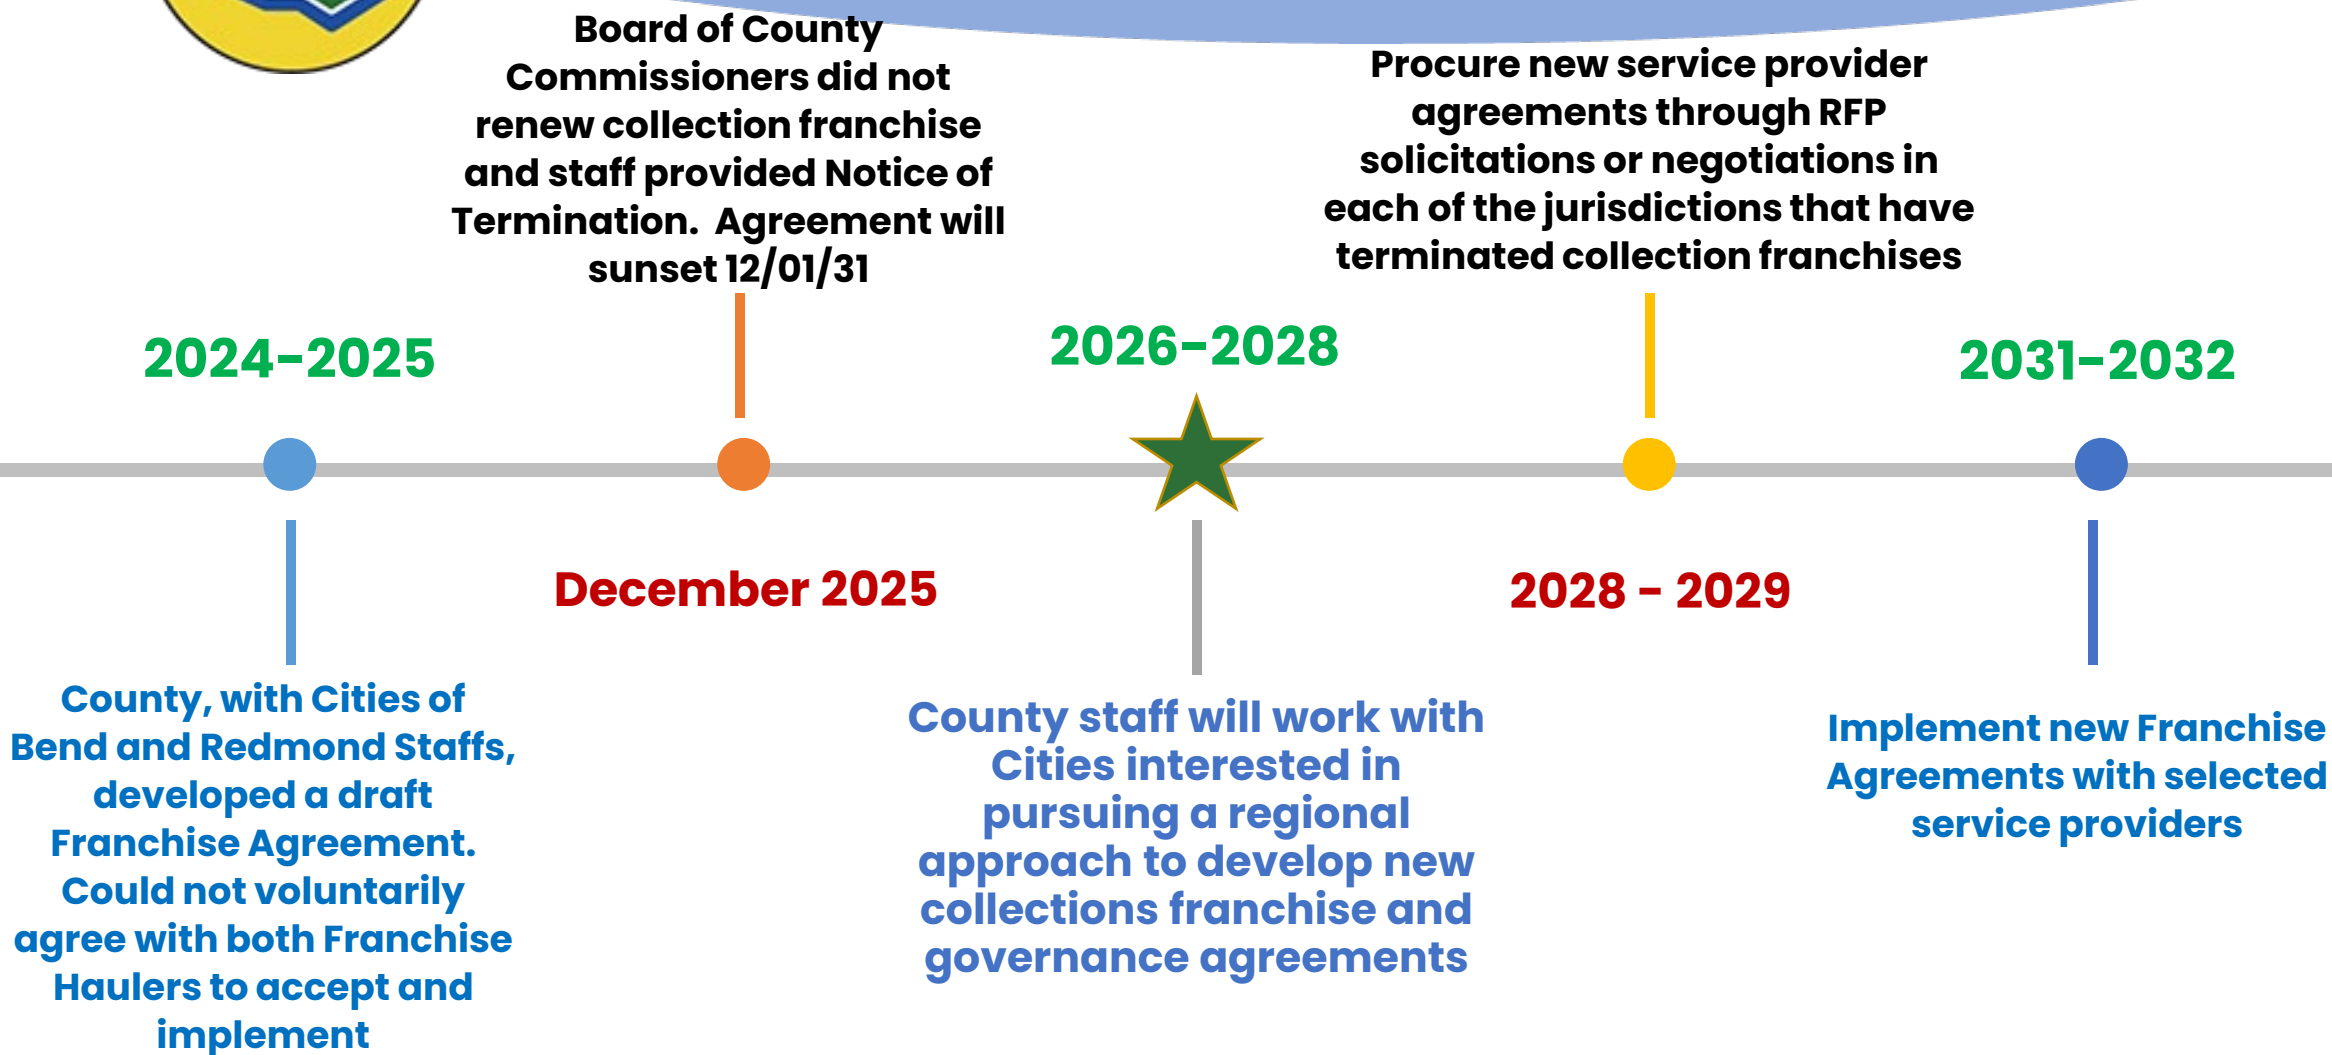 Board of County
Commissioners did not
renew collection franchise
and staff provided Notice of
Termination.  Agreement will
sunset 12/01/31
Procure new service provider
agreements through RFP
solicitations or negotiations in
each of the jurisdictions that have
terminated collection franchises
2024-2025
2026-2028
2031-2032
December 2025
2028 - 2029
County, with Cities of
Bend and Redmond Staffs,
developed a draft
Franchise Agreement.
Could not voluntarily
agree with both Franchise
Haulers to accept and
implement
County staff will work with
Cities interested in
pursuing a regional
approach to develop new
collections franchise and
governance agreements
Implement new Franchise
Agreements with selected
service providers